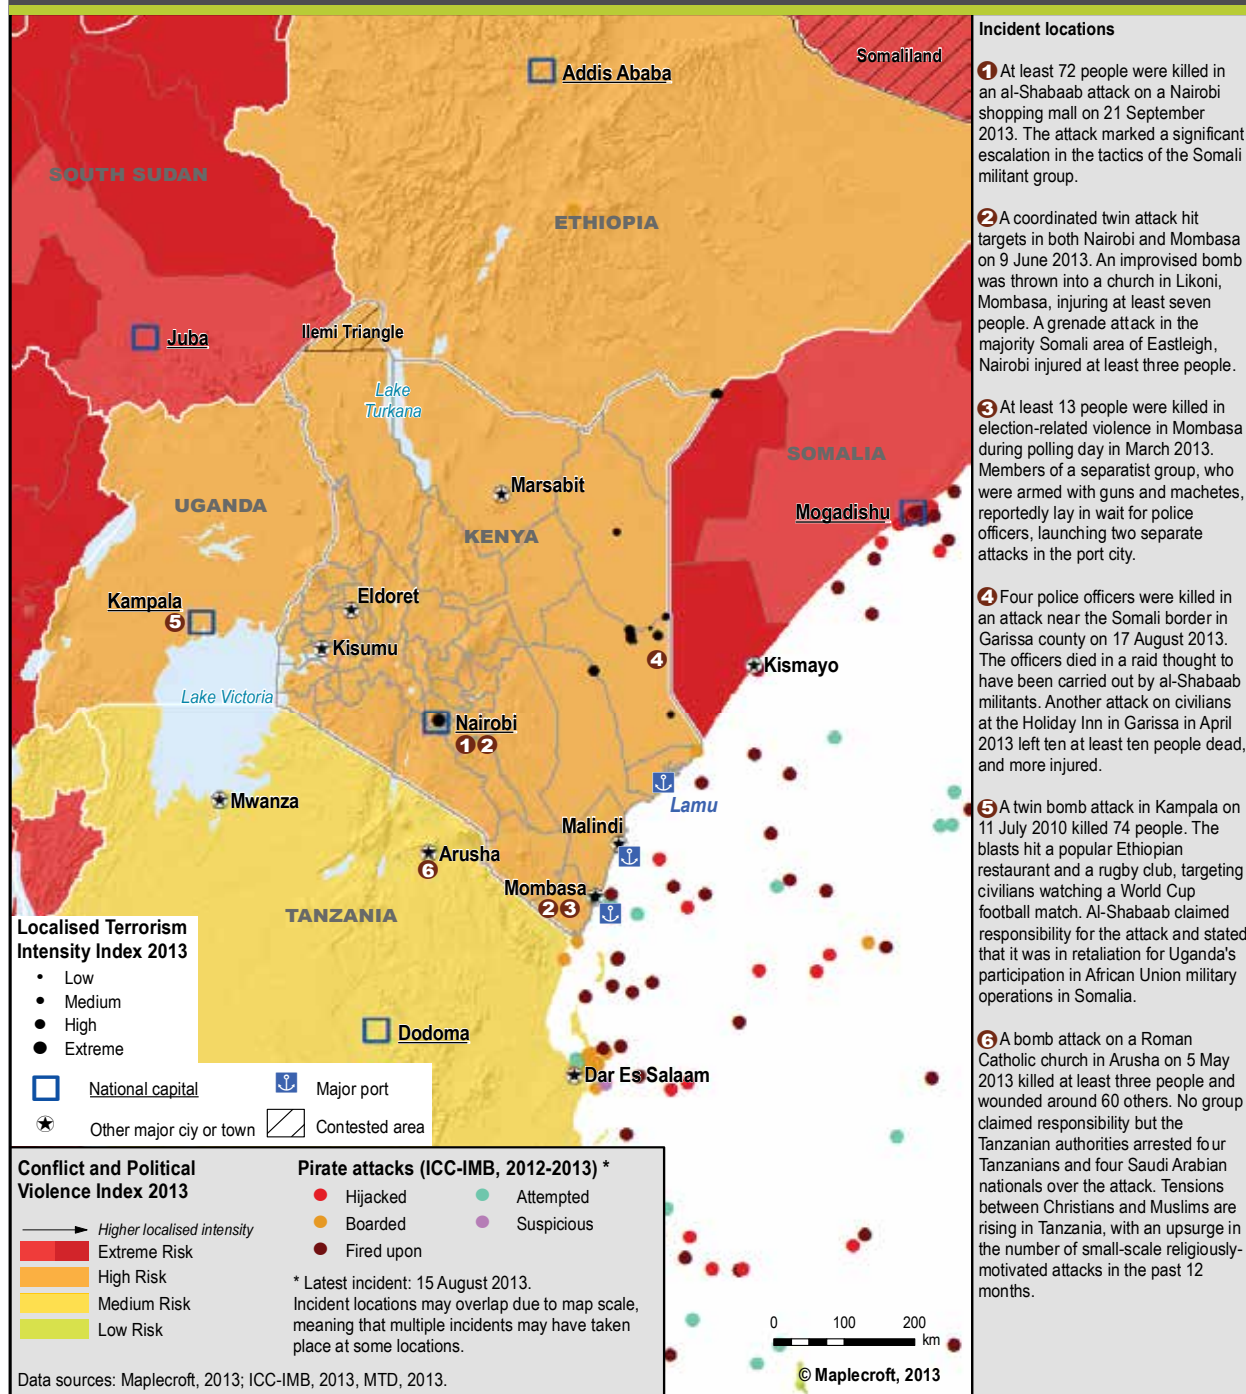 Somaliland
Addis Ababa
SOUTH SUDAN
ETHIOPIA
Juba
Ilemi Triangle
Lake
Turkana
SOMALIA
Marsabit
UGANDA
Mogadishu
KENYA
Kampala
5
Eldoret
Kisumu
4
Kismayo
Lake Victoria
Nairobi
1 2
Lamu
Mwanza
Malindi
Arusha
6
Mombasa
2 3
TANZANIA
Dodoma
Dar Es Salaam
Localised Terrorism
Intensity Index 2013
Low
Medium
High
Extreme
National capital
Major port
Other major ciy or town
Contested area
Conflict and Political
Violence Index 2013
Higher localised intensity
Extreme Risk
High Risk
Medium Risk
Low Risk
Pirate attacks (ICC-IMB, 2012-2013) *
Hijacked
Attempted
Boarded
Suspicious
Fired upon
* Latest incident: 15 August 2013.
Incident locations may overlap due to map scale,
meaning that multiple incidents may have taken
place at some locations.
Data sources: Maplecroft, 2013; ICC-IMB, 2013, MTD, 2013.
0 100 200
km
© Maplecroft, 2013
Incident locations
1 At least 72 people were killed in
an al-Shabaab attack on a Nairobi
shopping mall on 21 September
2013. The attack marked a significant
escalation in the tactics of the Somali
militant group.
2 A coordinated twin attack hit
targets in both Nairobi and Mombasa
on 9 June 2013. An improvised bomb
was thrown into a church in Likoni,
Mombasa, injuring at least seven
people. A grenade attack in the
majority Somali area of Eastleigh,
Nairobi injured at least three people.
3 At least 13 people were killed in
election-related violence in Mombasa
during polling day in March 2013.
Members of a separatist group, who
were armed with guns and machetes,
reportedly lay in wait for police
officers, launching two separate
attacks in the port city.
4 Four police officers were killed in
an attack near the Somali border in
Garissa county on 17 August 2013.
The officers died in a raid thought to
have been carried out by al-Shabaab
militants. Another attack on civilians
at the Holiday Inn in Garissa in April
2013 left ten at least ten people dead,
and more injured.
5 A twin bomb attack in Kampala on
11 July 2010 killed 74 people. The
blasts hit a popular Ethiopian
restaurant and a rugby club, targeting
civilians watching a World Cup
football match. Al-Shabaab claimed
responsibility for the attack and stated
that it was in retaliation for Uganda's
participation in African Union military
operations in Somalia.
6 A bomb attack on a Roman
Catholic church in Arusha on 5 May
2013 killed at least three people and
wounded around 60 others. No group
claimed responsibility but the
Tanzanian authorities arrested four
Tanzanians and four Saudi Arabian
nationals over the attack. Tensions
between Christians and Muslims are
rising in Tanzania, with an upsurge in
the number of small-scale religiously-
motivated attacks in the past 12
months.